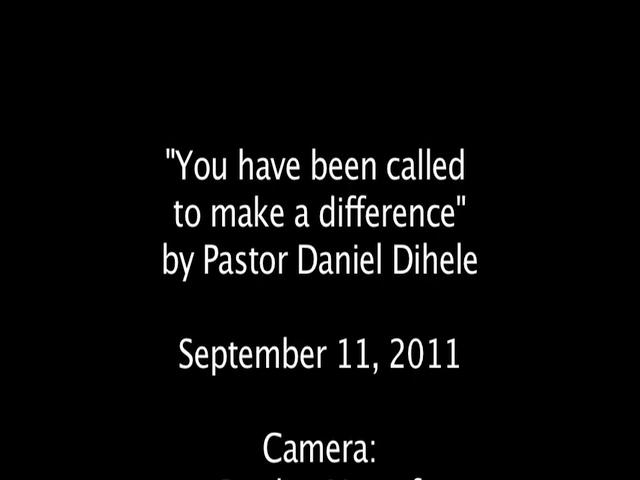 "You have been called
to make a difference"
by Pastor Daniel Dihele
September 11, 2011
Camera: